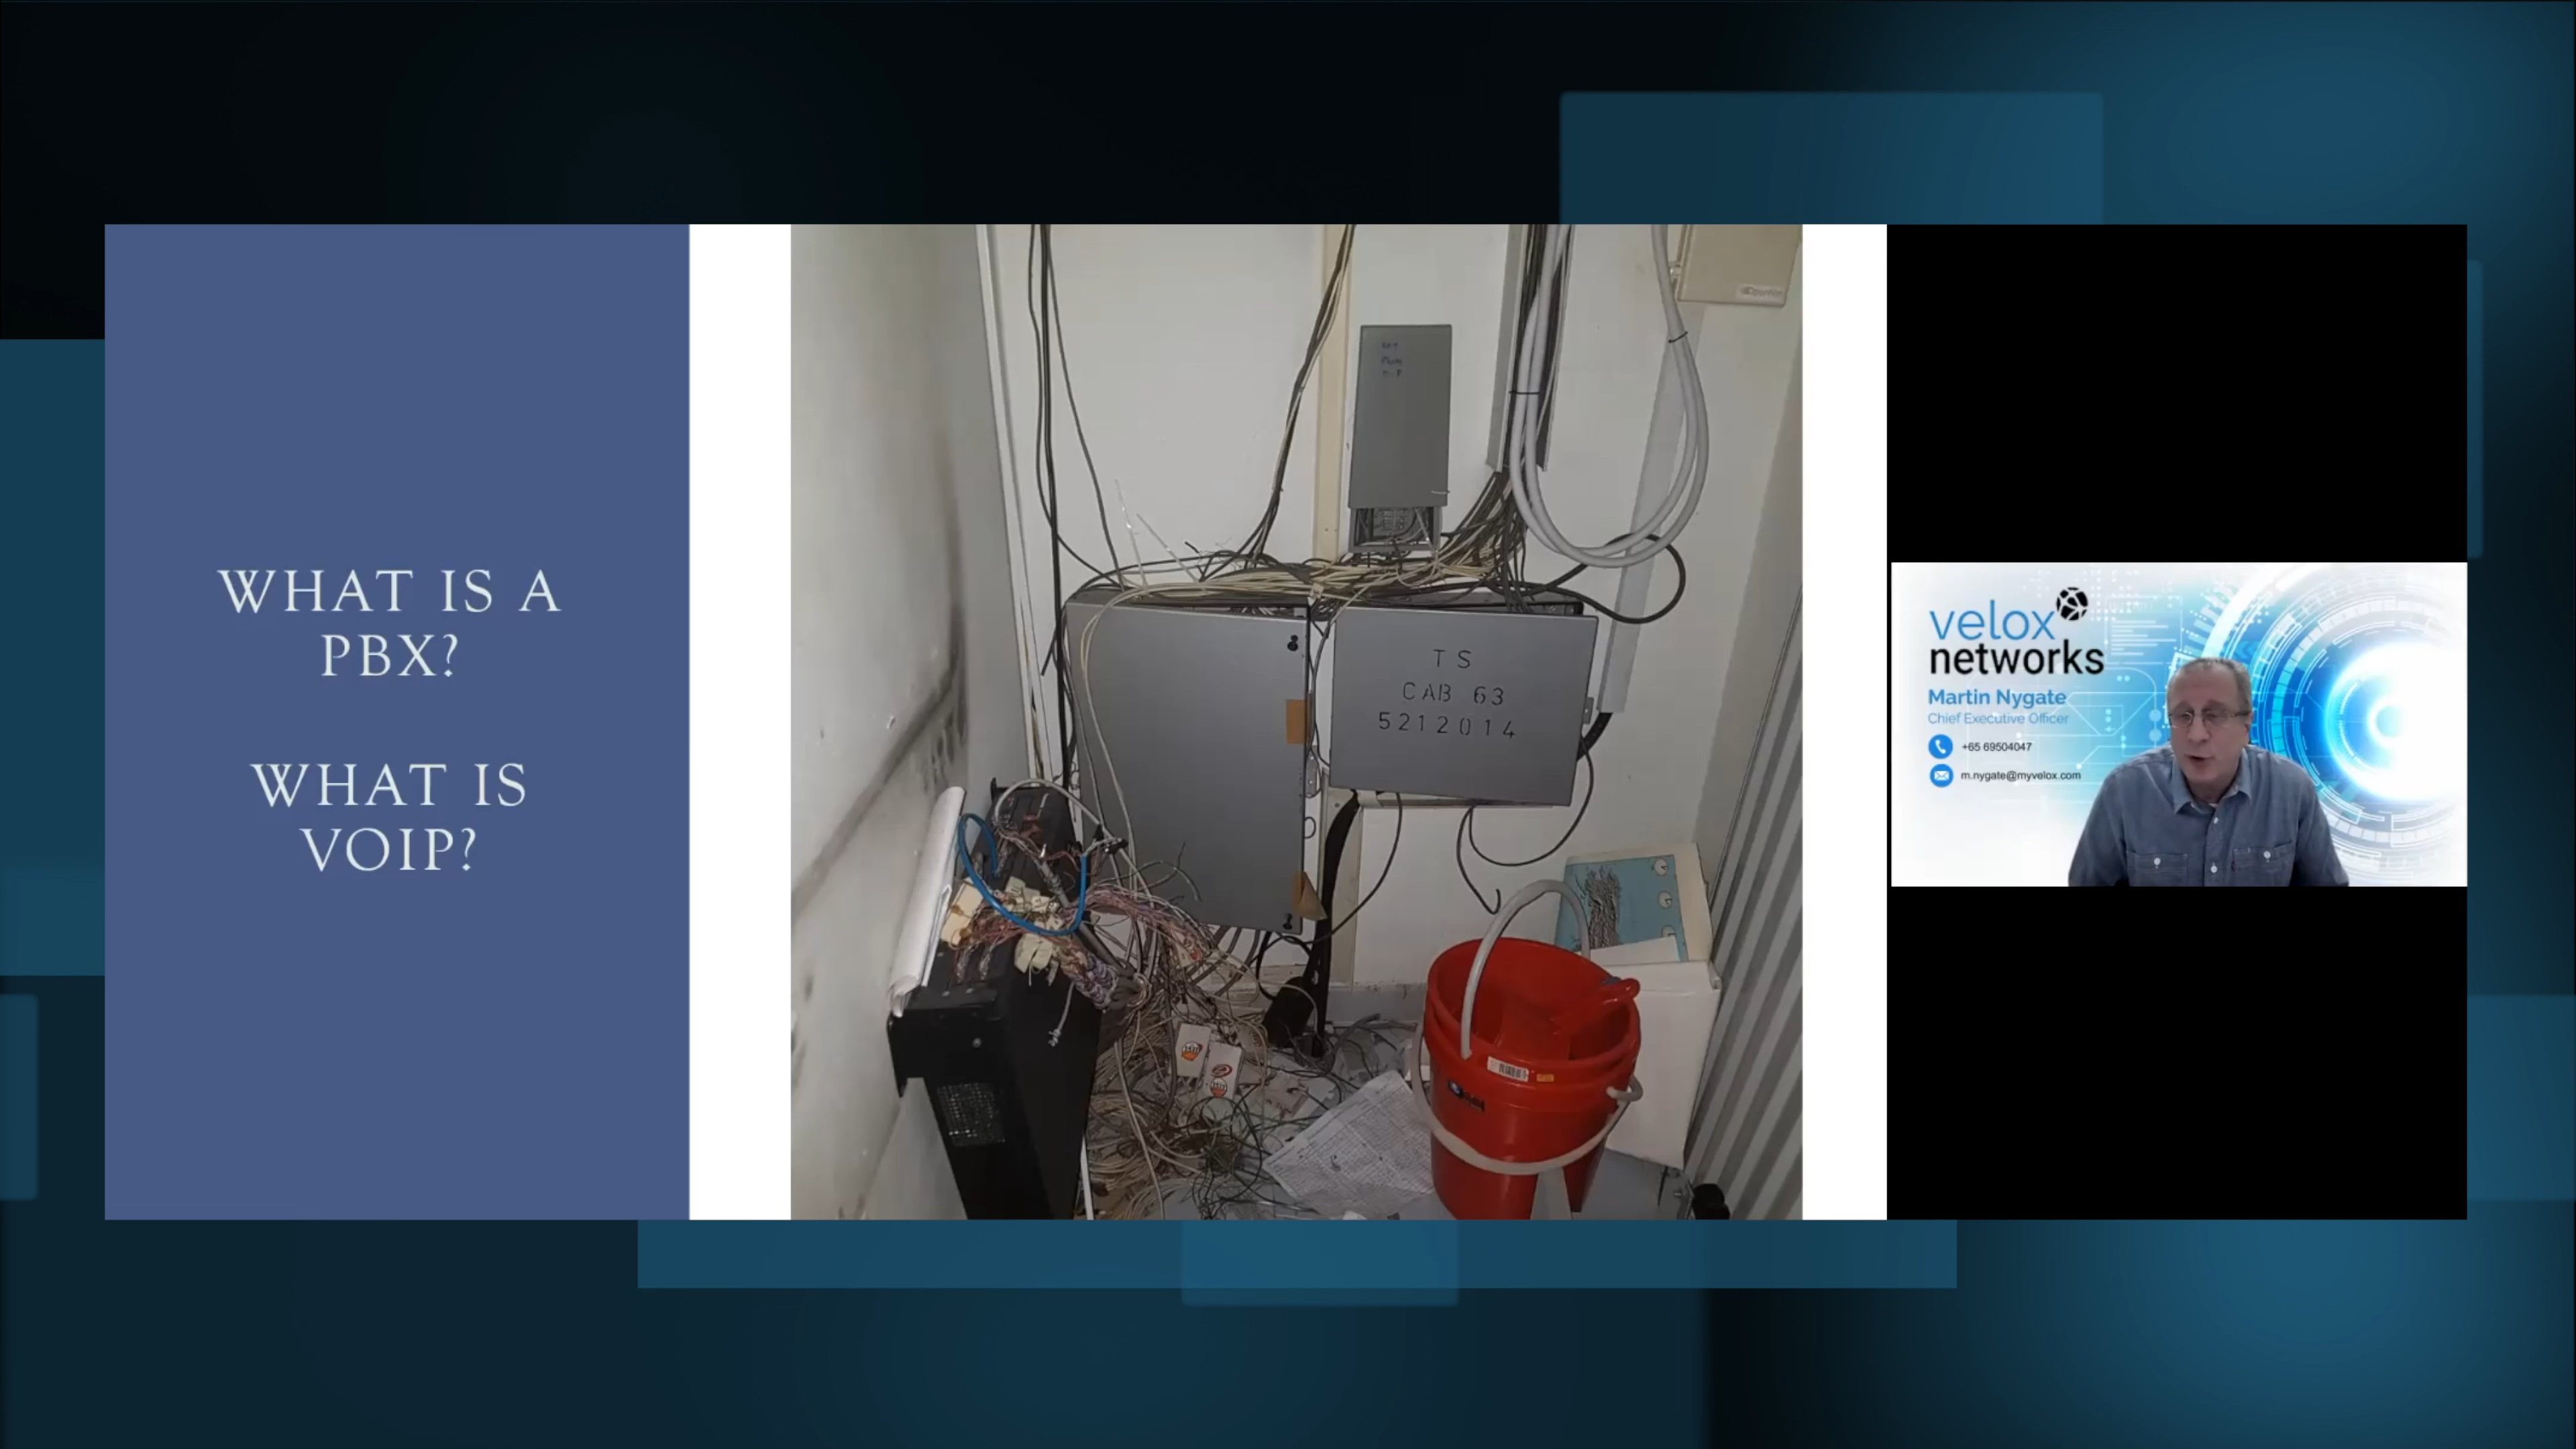 WHAT IS A
PBX?
WHAT IS
VOIP?
TS
CAB 63
5212014
velox
networks
Martin Nygate
Chief Executive Officer
+65 69504047
m.nygate@myvelox.com